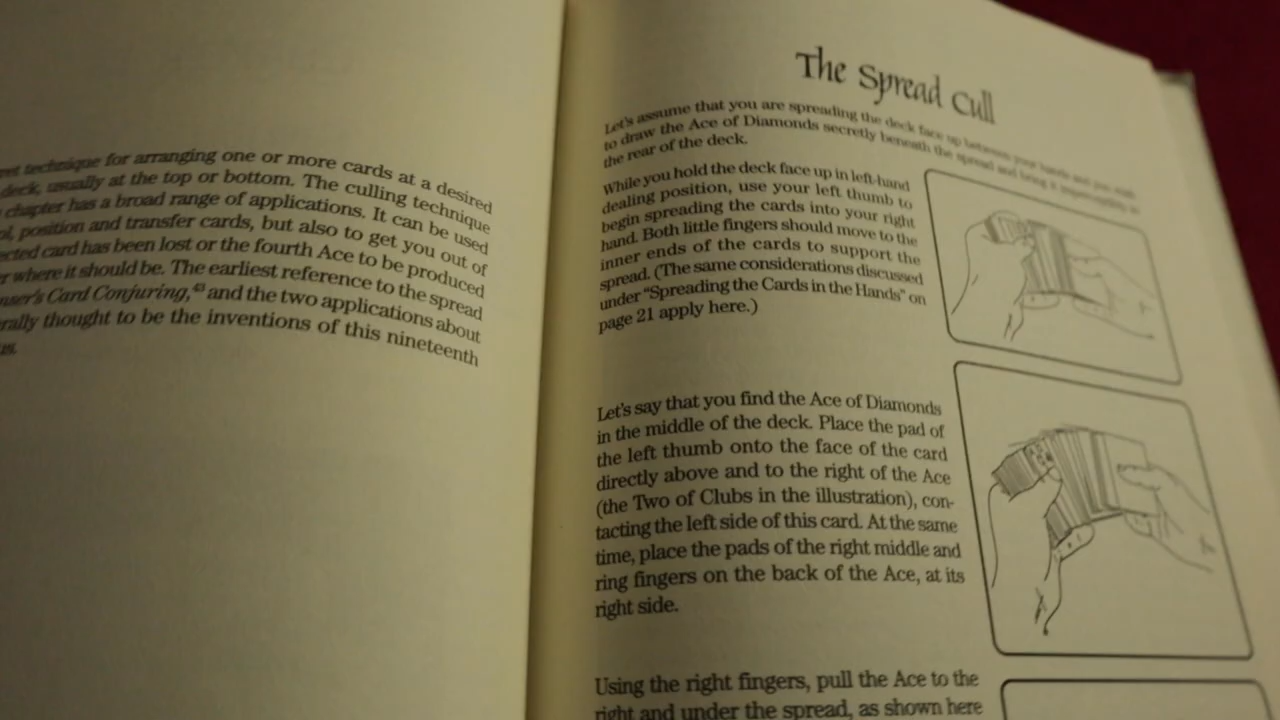 technique for arranging one or more cards at a desired
deck, usually at the top or bottom. The culling technique
chapter has a broad range of applications. It can be used
position and transfer cards, but also to get you out of
card has been lost or the fourth Ace to be produced
where it should be. The earliest reference to the spread
Card Conjuring,⁴³ and the two applications about
thought to be the inventions of this nineteenth
The Spread Cull
Let's assume that you are spreading the deck face up between your hands and you wish
to draw the Ace of Diamonds secretly beneath the spread and bring it
the rear of the deck.
While you hold the deck face up in left-hand
dealing position, use your left thumb to
begin spreading the cards into your right
hand. Both little fingers should move to the
inner ends of the cards to support the
spread. (The same considerations discussed
under "Spreading the Cards in the Hands" on
page 21 apply here.)
Let's say that you find the Ace of Diamonds
in the middle of the deck. Place the pad of
the left thumb onto the face of the card
directly above and to the right of the Ace
(the Two of Clubs in the illustration), con-
tacting the left side of this card. At the same
time, place the pads of the right middle and
ring fingers on the back of the Ace, at its
right side.
Using the right fingers, pull the Ace to the
right and under the spread, as shown here